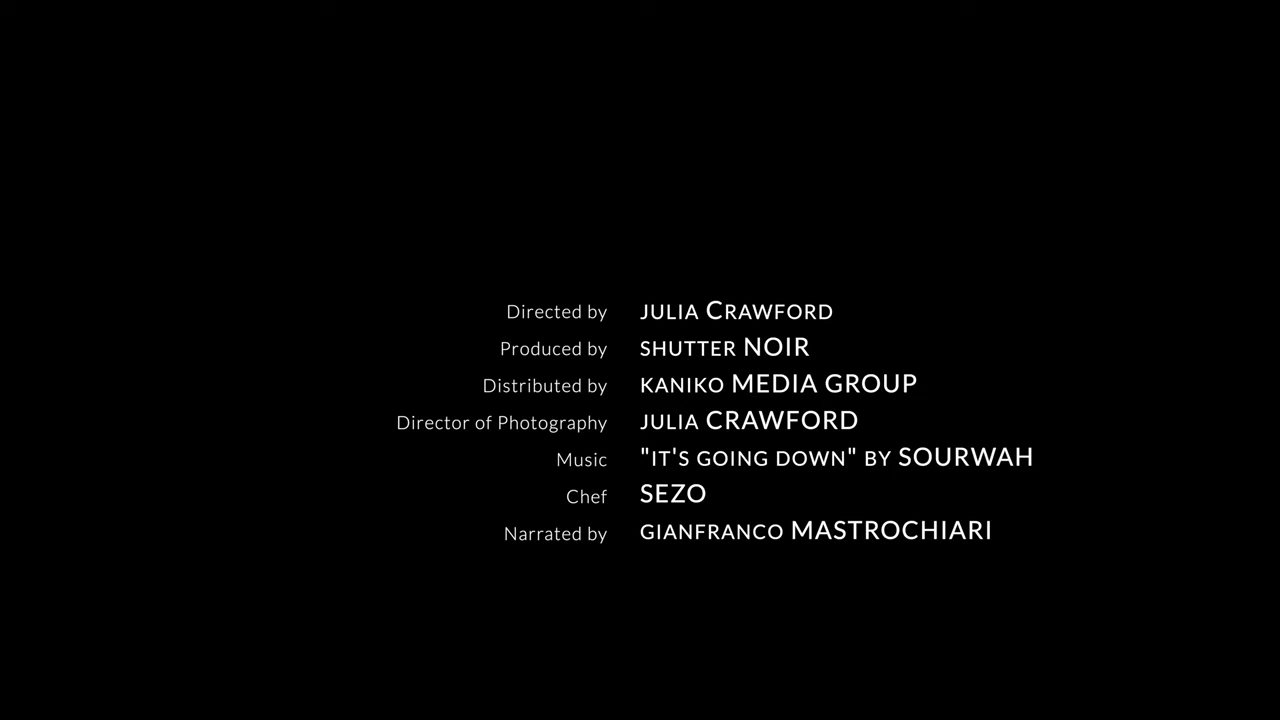 Directed by JULIA CRAWFORD
Produced by SHUTTER NOIR
Distributed by KANIKO MEDIA GROUP
Director of Photography JULIA CRAWFORD
Music "IT'S GOING DOWN" BY SOURWAH
Chef SEZO
Narrated by GIANFRANCO MASTROCHIARI